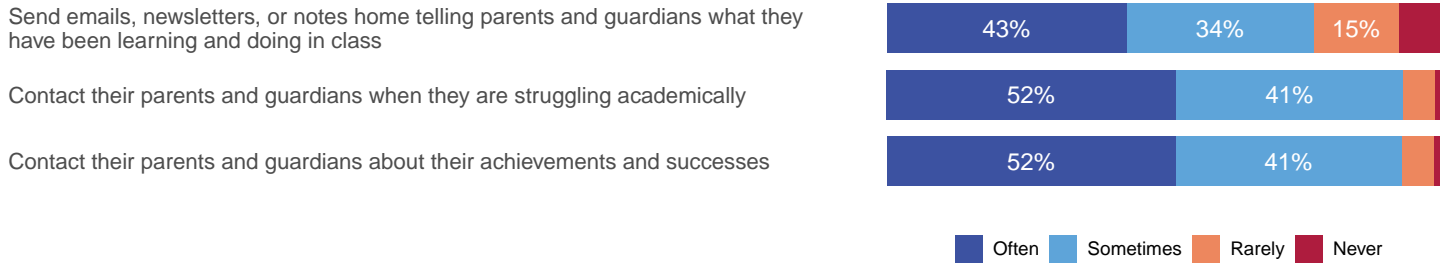 Send emails, newsletters, or notes home telling parents and guardians what they
have been learning and doing in class
43% 34% 15%
Contact their parents and guardians when they are struggling academically
52% 41%
Contact their parents and guardians about their achievements and successes
52% 41%
Often Sometimes Rarely Never